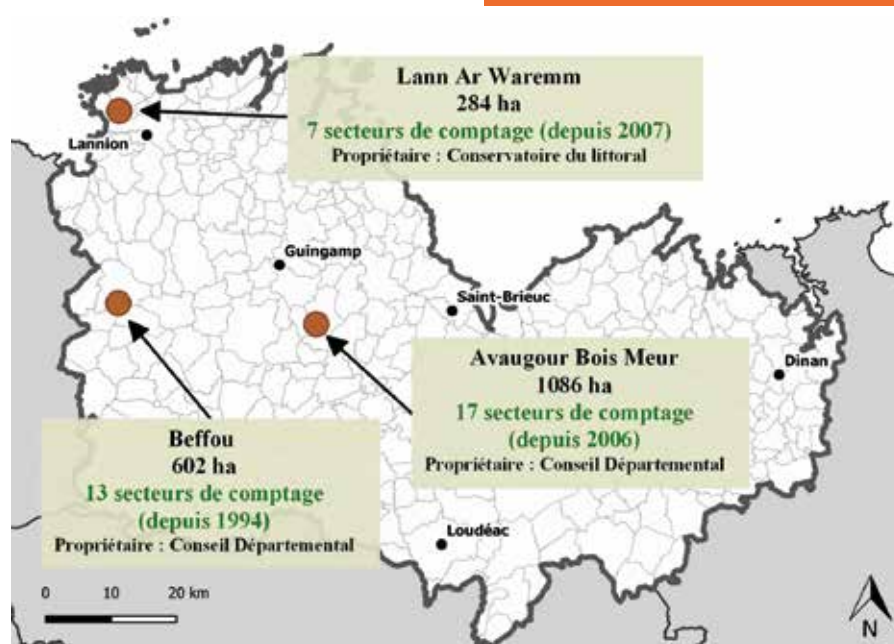 Lann Ar Waremm
284 ha
7 secteurs de comptage (depuis 2007)
Propriétaire : Conservatoire du littoral
Lannion
Guingamp
Saint-Brieuc
Dinan
Avaugour Bois Meur
1086 ha
17 secteurs de comptage
(depuis 2006)
Propriétaire : Conseil Départemental
Beffou
602 ha
13 secteurs de comptage
(depuis 1994)
Propriétaire : Conseil Départemental
Loudéac
0 10 20 km
N